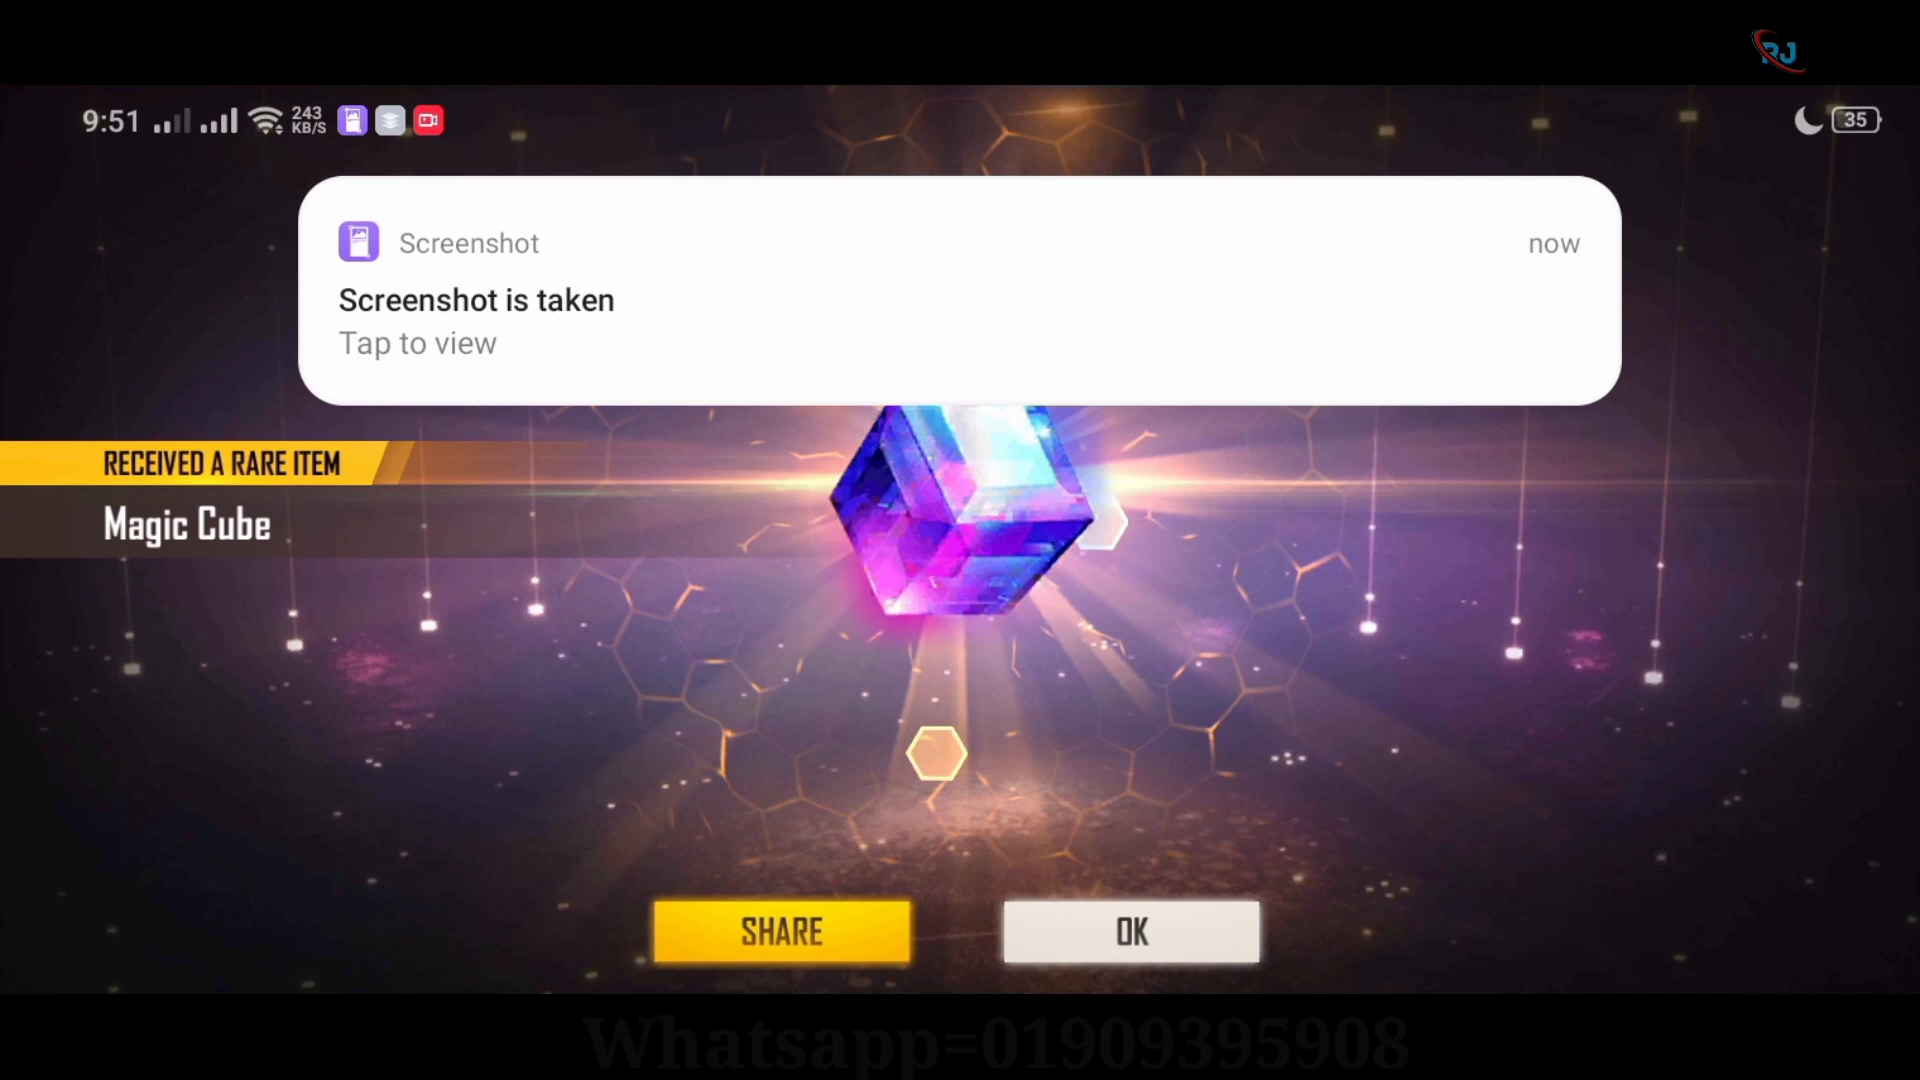 RJ
9:51
243
KB/S
35
Screenshot
now
Screenshot is taken
Tap to view
RECEIVED A RARE ITEM
Magic Cube
SHARE
OK
Whatsapp=01909395908